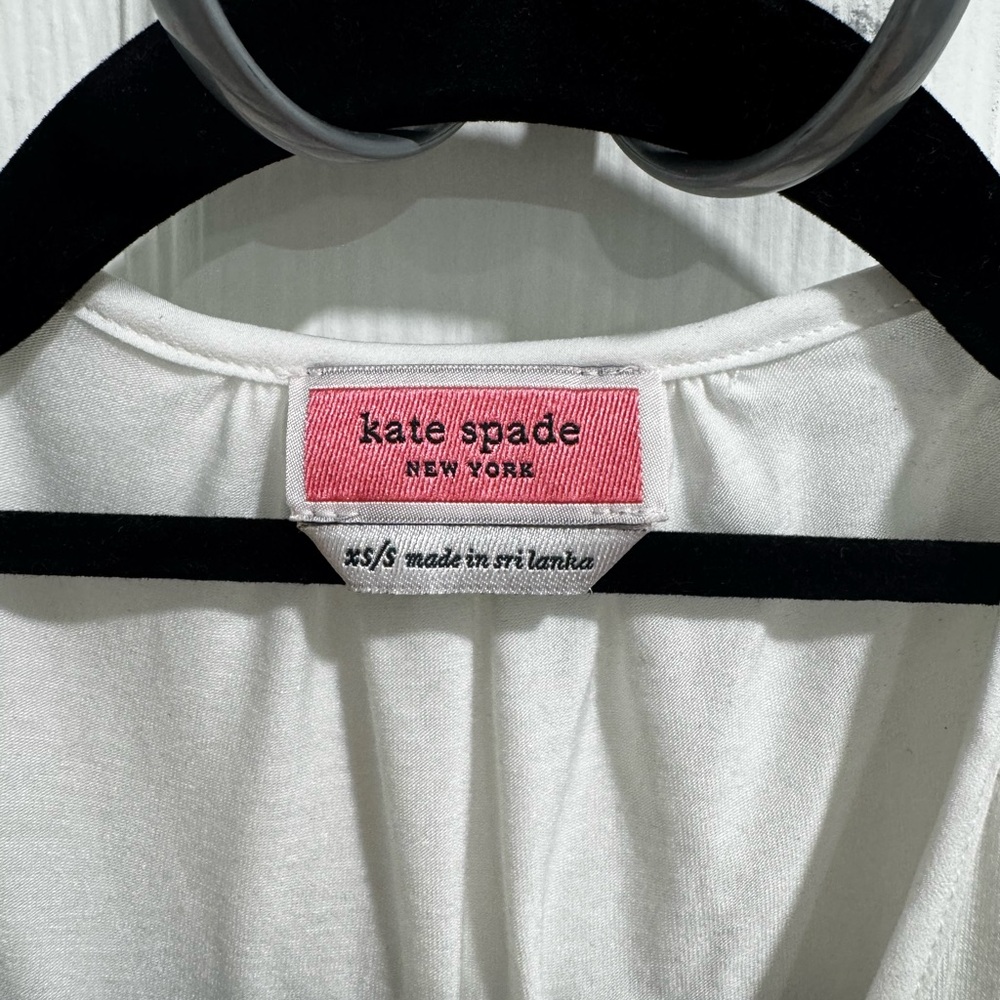 kate spade
NEW YORK
xS/S made in sri lanka